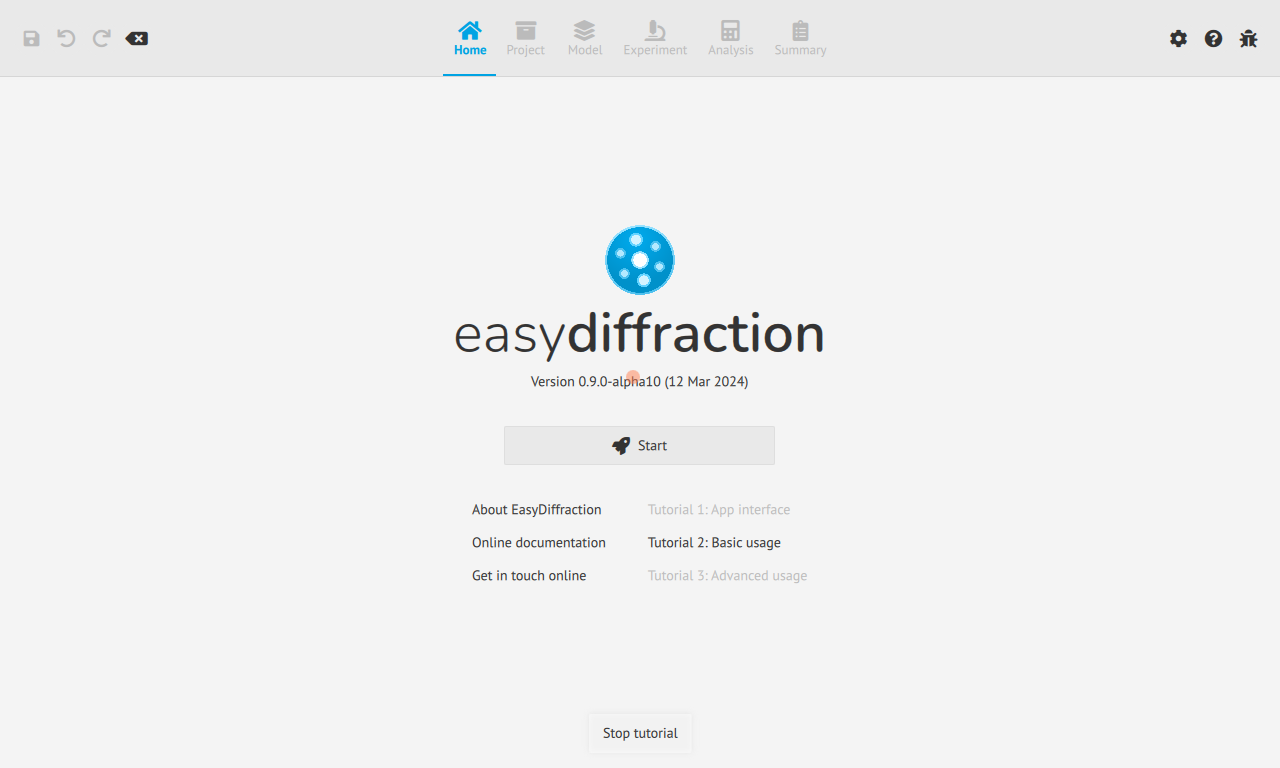 Home Project Model Experiment Analysis Summary
easydiffraction
Version 0.9.0-alpha10 (12 Mar 2024)
Start
About EasyDiffraction Tutorial 1: App interface
Online documentation Tutorial 2: Basic usage
Get in touch online Tutorial 3: Advanced usage
Stop tutorial